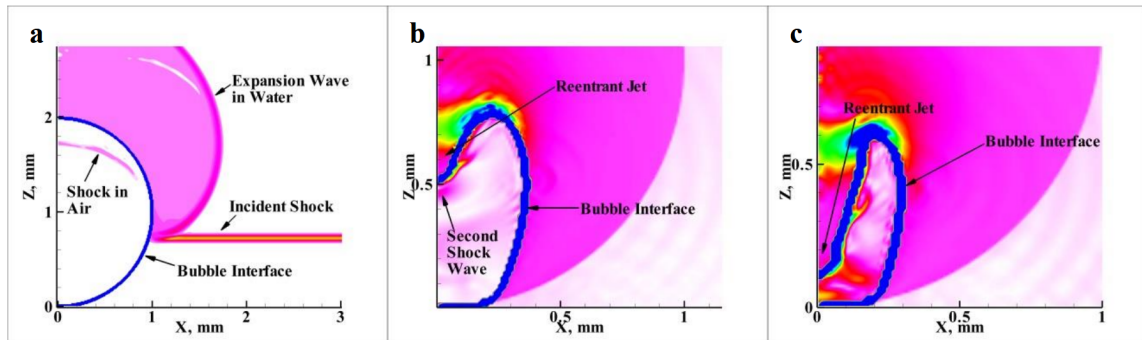 a
Expansion Wave
in Water
Z, mm
2
1
0
Shock in
Air
Incident Shock
Bubble Interface
0
1
2
3
X, mm
b
1
Reentrant Jet
Z, mm
0.5
Bubble Interface
Second
Shock
Wave
0
0.5
1
X, mm
c
Reentrant Jet
Bubble Interface
Z, mm
0.5
0
0
0.5
1
X, mm